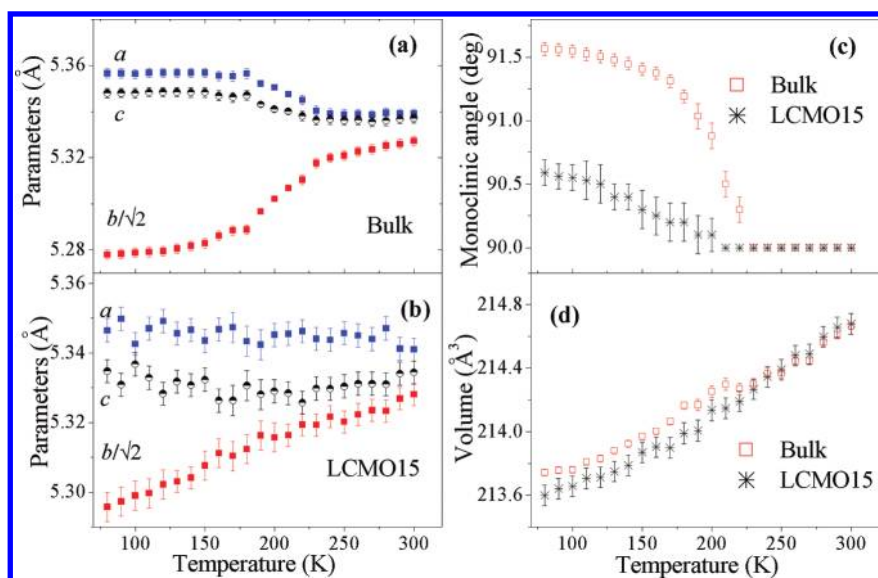 (a)
a
c
b/√2
Bulk
Parameters (Å)
5.36
5.32
5.28
(b)
a
c
b/√2
LCMO15
Parameters (Å)
5.36
5.34
5.32
5.30
100 150 200 250 300
Temperature (K)
(c)
Bulk
LCMO15
Monoclinic angle (deg)
91.5
91.0
90.5
90.0
(d)
Bulk
LCMO15
Volume (Å³)
214.8
214.4
214.0
213.6
100 150 200 250 300
Temperature (K)